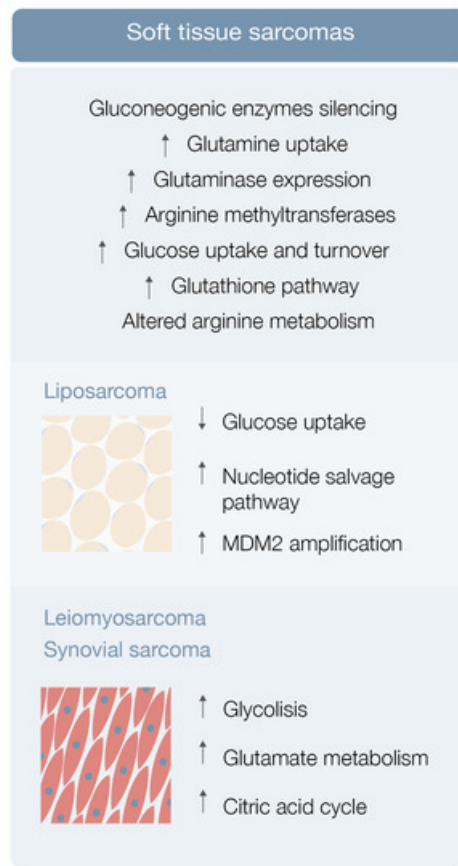 Soft tissue sarcomas
Gluconeogenic enzymes silencing
↑ Glutamine uptake
↑ Glutaminase expression
↑ Arginine methyltransferases
↑ Glucose uptake and turnover
↑ Glutathione pathway
Altered arginine metabolism
Liposarcoma
↓ Glucose uptake
↑ Nucleotide salvage
pathway
↑ MDM2 amplification
Leiomyosarcoma
Synovial sarcoma
↑ Glycolisis
↑ Glutamate metabolism
↑ Citric acid cycle